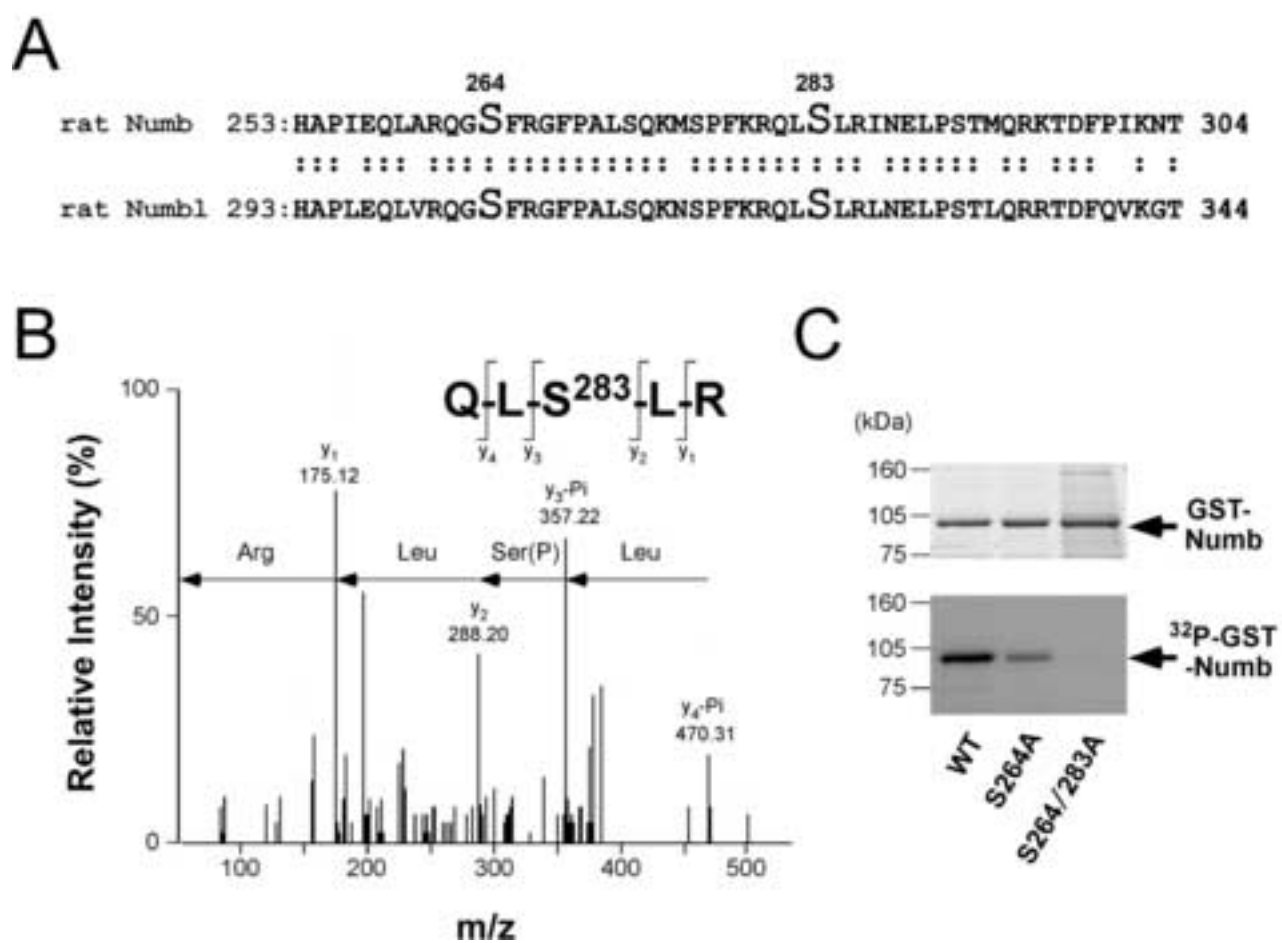 A
264 283
rat Numb 253:HAPIEQLARQGSFRGFPALSQKMSPFKRQLSLRINELPSTMQRKTDFPIKNT 304
::: ::: ::: :::::::::: ::::::::: :::::: :: ::: : :
rat Numbl 293:HAPLEQLVRQGSFRGFPALSQKNSPFKRQLSLRLNELPSTLQRRTDFQVKGT 344
B
Q-L-S283-L-R
y4 y3 y2 y1
Relative Intensity (%)
100
50
0
y1
175.12
y3-Pi
357.22
Arg Leu Ser(P) Leu
y2
288.20
y4-Pi
470.31
100 200 300 400 500
m/z
C
(kDa)
160
105
75
GST-
Numb
160
105
75
32P-GST
-Numb
WT
S264A
S264/283A